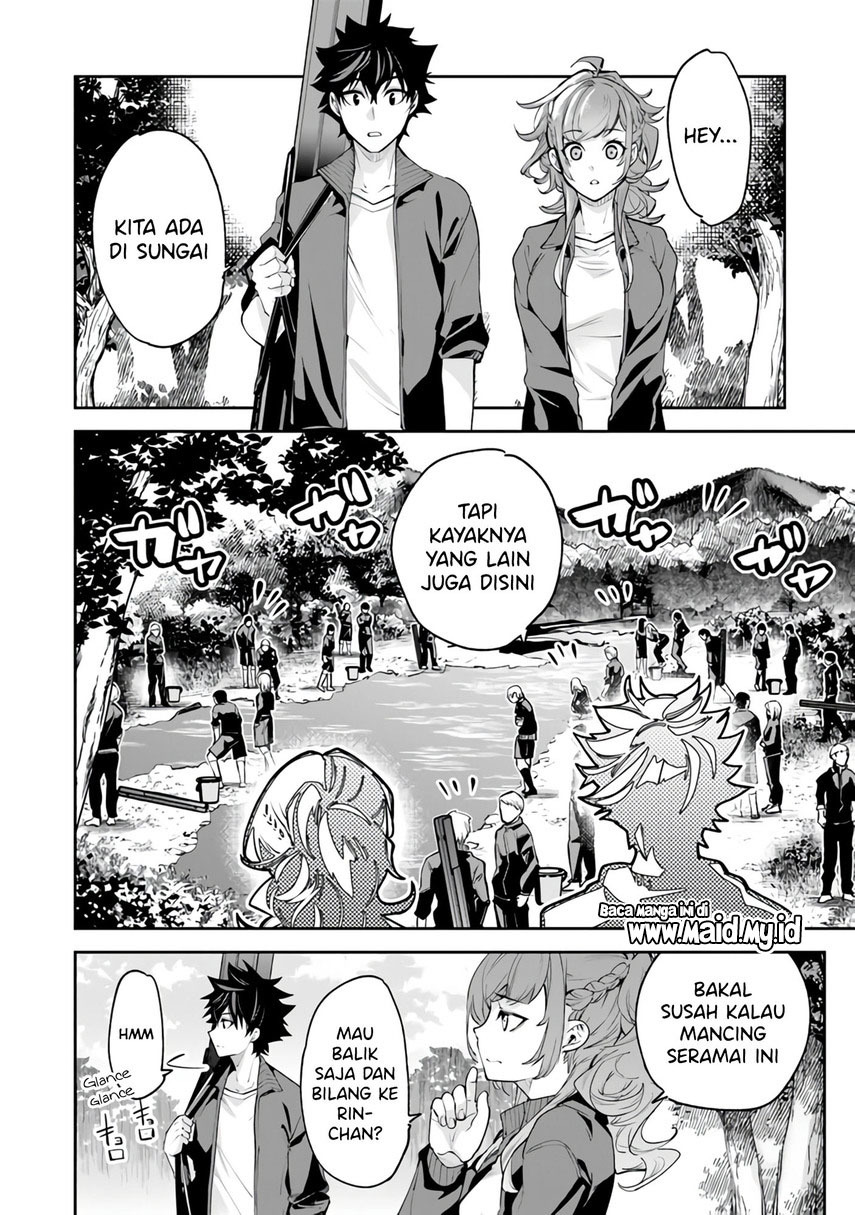 HEY...
KITA ADA
DI SUNGAI
ガヤ
ガヤ
ガヤ
ガヤ
TAPI
KAYAKNYA
YANG LAIN
JUGA DISINI
Baca Manga ini di
www.Maid.My.id
BAKAL
SUSAH KALAU
MANCING
SERAMAI INI
MAU
BALIK
SAJA DAN
BILANG KE
RIN-
CHAN?
HMM
Glance
Glance
キョロ
キョロ